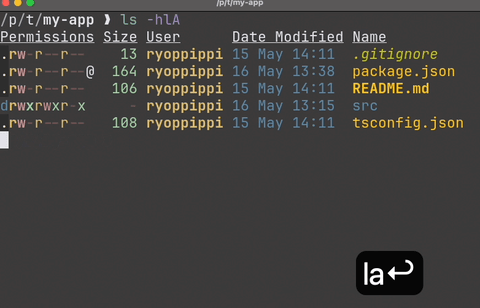 /p/t/my-app
/p/t/my-app ❩ ls -hlA
Permissions Size User Date Modified Name
.rw-r--r-- 13 ryoppippi 15 May 14:11 .gitignore
.rw-r--r--@ 164 ryoppippi 16 May 13:38 package.json
.rw-r--r-- 106 ryoppippi 15 May 14:11 README.md
drwxrwxr-x - ryoppippi 16 May 13:15 src
.rw-r--r-- 108 ryoppippi 15 May 14:11 tsconfig.json
la↩